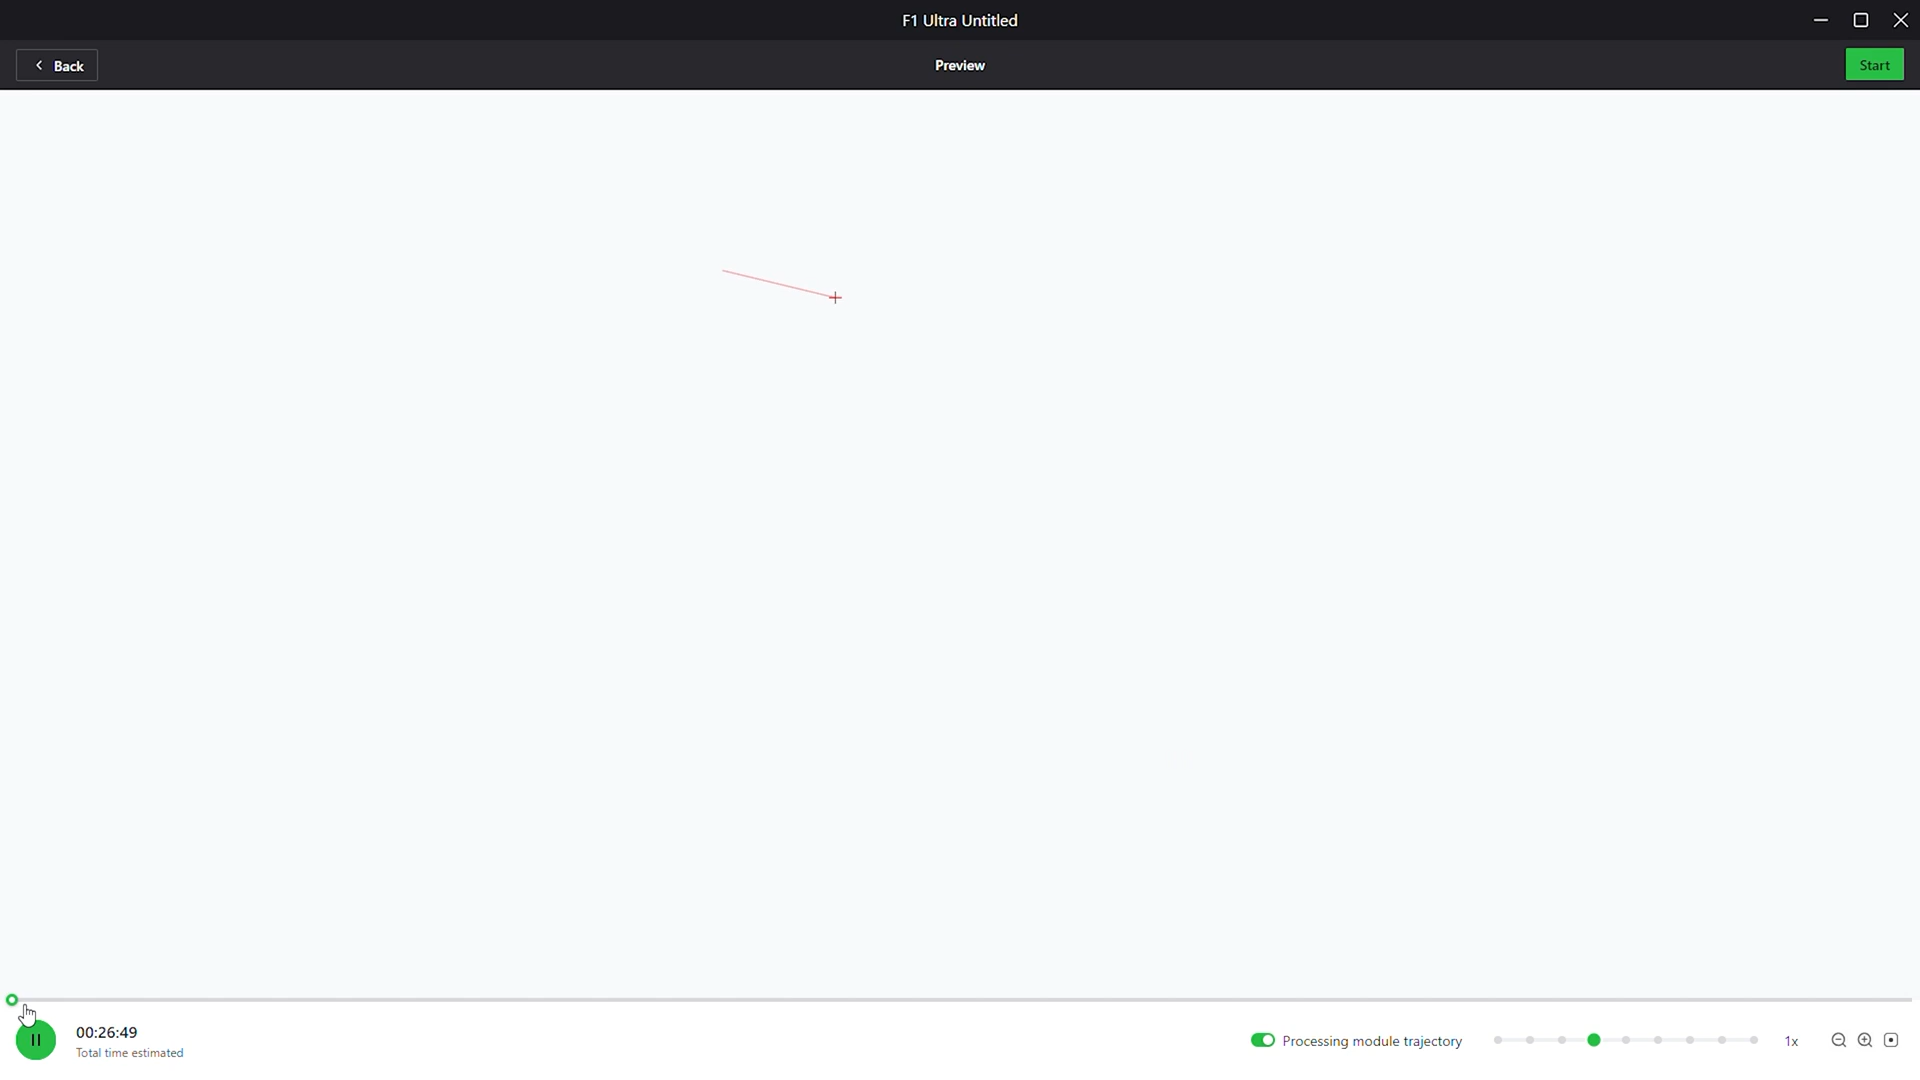 F1 Ultra Untitled
Back
Preview
Start
00:26:49
Total time estimated
Processing module trajectory
1x